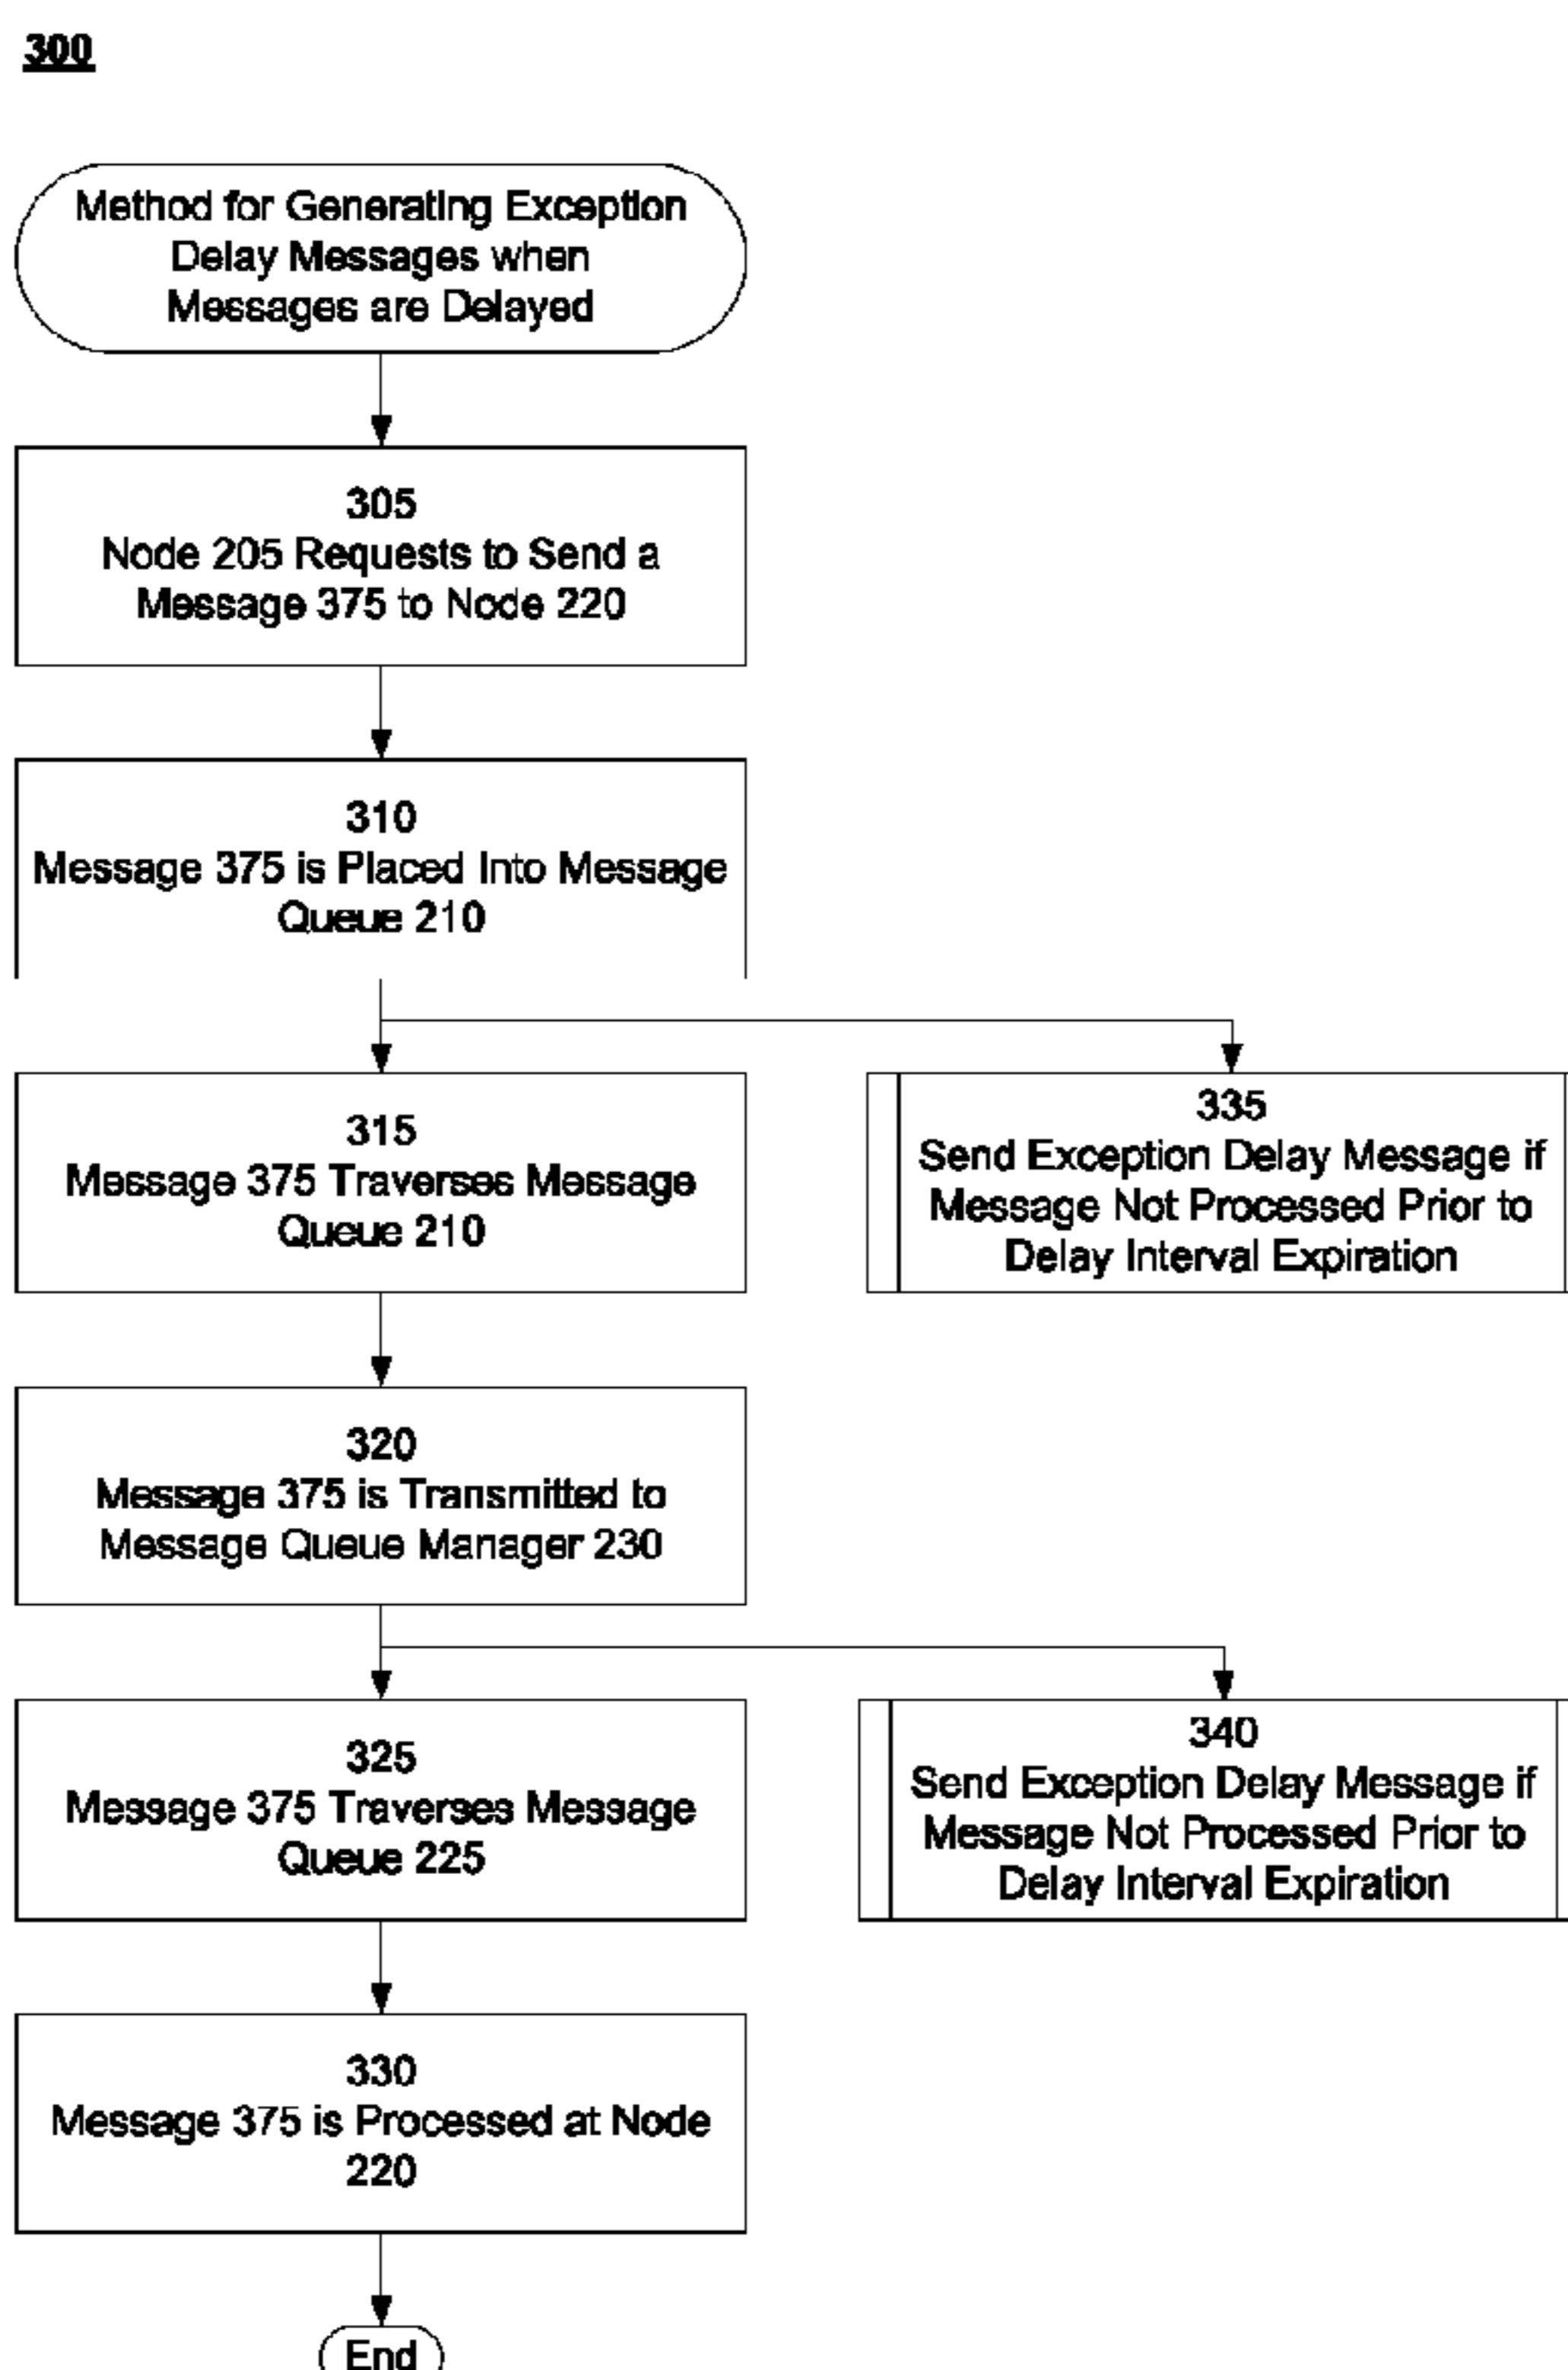 300
Method for Generating Exception
Delay Messages when
Messages are Delayed
305
Node 205 Requests to Send a
Message 375 to Node 220
310
Message 375 is Placed Into Message
Queue 210
315
Message 375 Traverses Message
Queue 210
335
Send Exception Delay Message if
Message Not Processed Prior to
Delay Interval Expiration
320
Message 375 is Transmitted to
Message Queue Manager 230
325
Message 375 Traverses Message
Queue 225
340
Send Exception Delay Message if
Message Not Processed Prior to
Delay Interval Expiration
330
Message 375 is Processed at Node
220
End